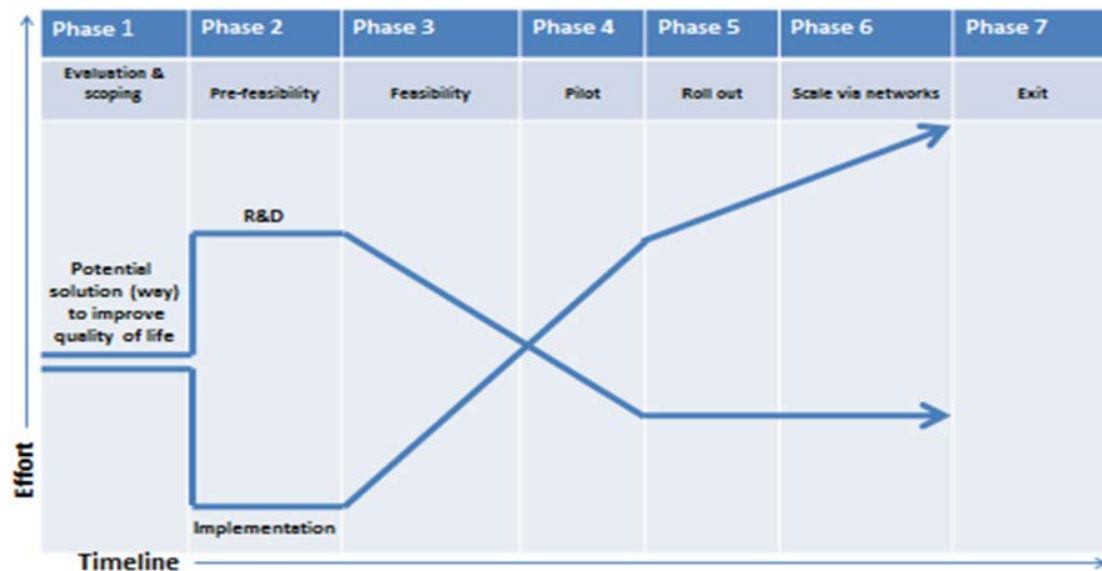 Phase 1 Phase 2 Phase 3 Phase 4 Phase 5 Phase 6 Phase 7
Evaluation &
scoping
Pre-feasibility
Feasibility
Pilot
Roll out
Scale via networks
Exit
R&D
Potential
solution (way)
to improve
quality of life
Implementation
Effort
Timeline